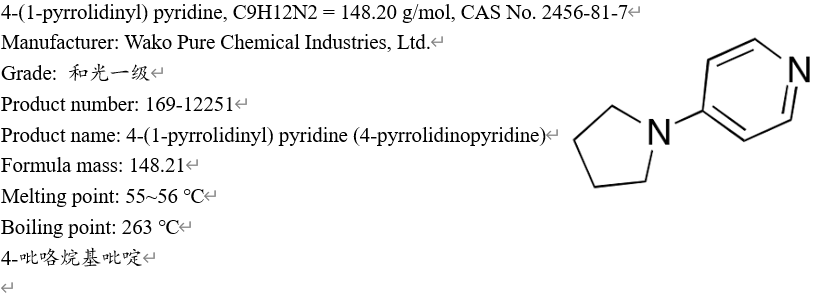 4-(1-pyrrolidinyl) pyridine, C9H12N2 = 148.20 g/mol, CAS No. 2456-81-7↵
Manufacturer: Wako Pure Chemical Industries, Ltd.↵
Grade: 和光一级↵
Product number: 169-12251↵
Product name: 4-(1-pyrrolidinyl) pyridine (4-pyrrolidinopyridine)↵
Formula mass: 148.21↵
Melting point: 55~56 ℃↵
Boiling point: 263 ℃↵
4-吡咯烷基吡啶↵
↵
N
N